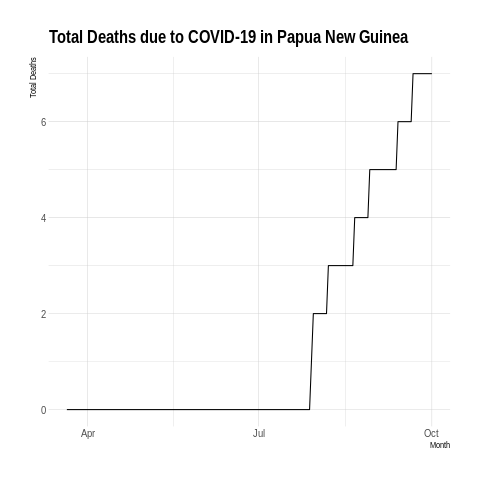 Total Deaths due to COVID-19 in Papua New Guinea
Total Deaths
6
4
2
0
Apr
Jul
Oct
Month